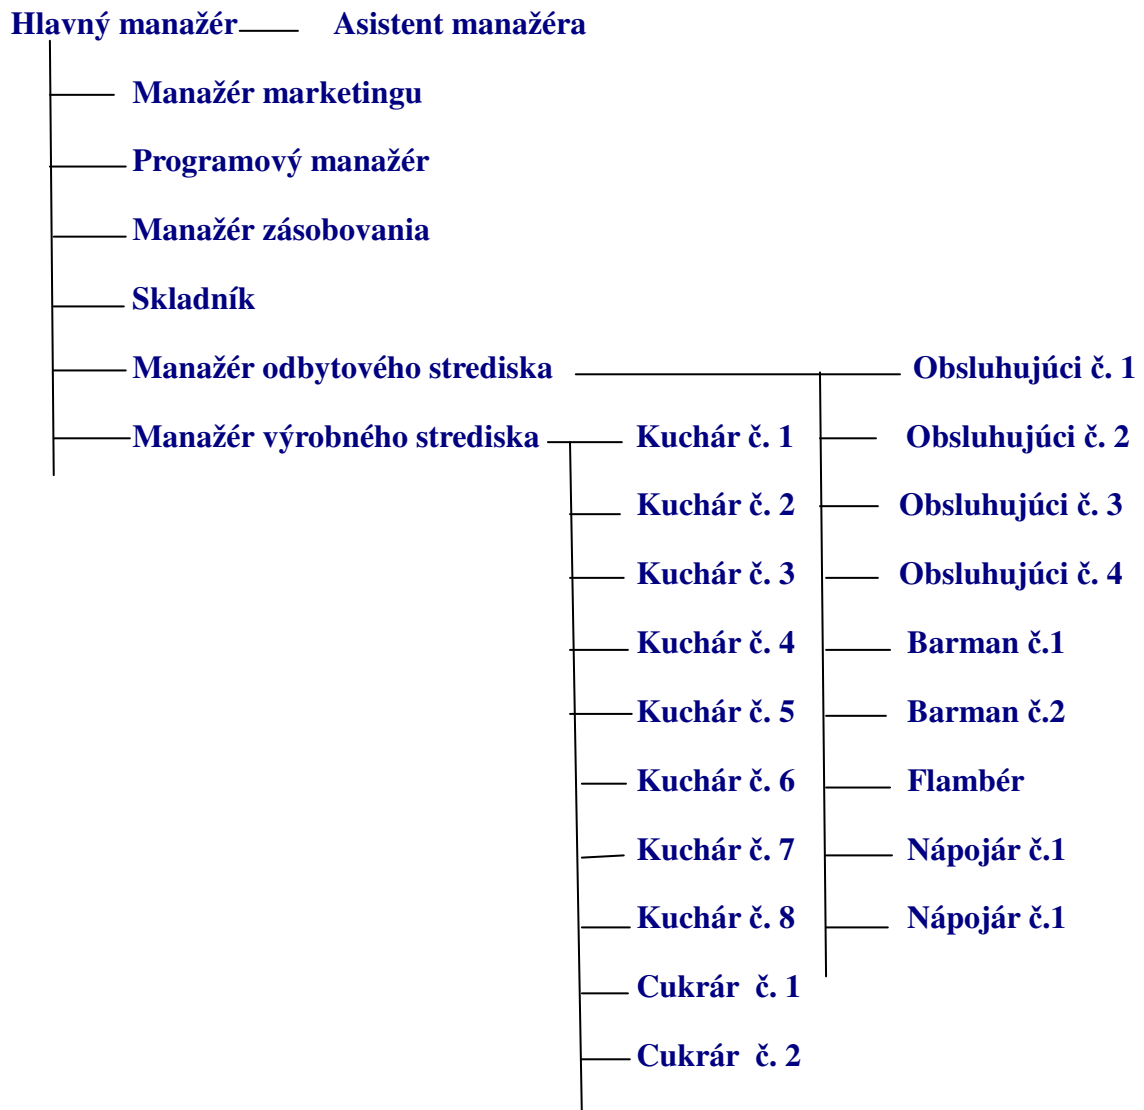 Hlavný manažér Asistent manažéra
Manažér marketingu
Programový manažér
Manažér zásobovania
Skladník
Manažér odbytového strediska Obsluhujúci č. 1
Manažér výrobného strediska Kuchár č. 1 Obsluhujúci č. 2
Kuchár č. 2 Obsluhujúci č. 3
Kuchár č. 3 Obsluhujúci č. 4
Kuchár č. 4 Barman č.1
Kuchár č. 5 Barman č.2
Kuchár č. 6 Flambér
Kuchár č. 7 Nápojár č.1
Kuchár č. 8 Nápojár č.1
Cukrár č. 1
Cukrár č. 2